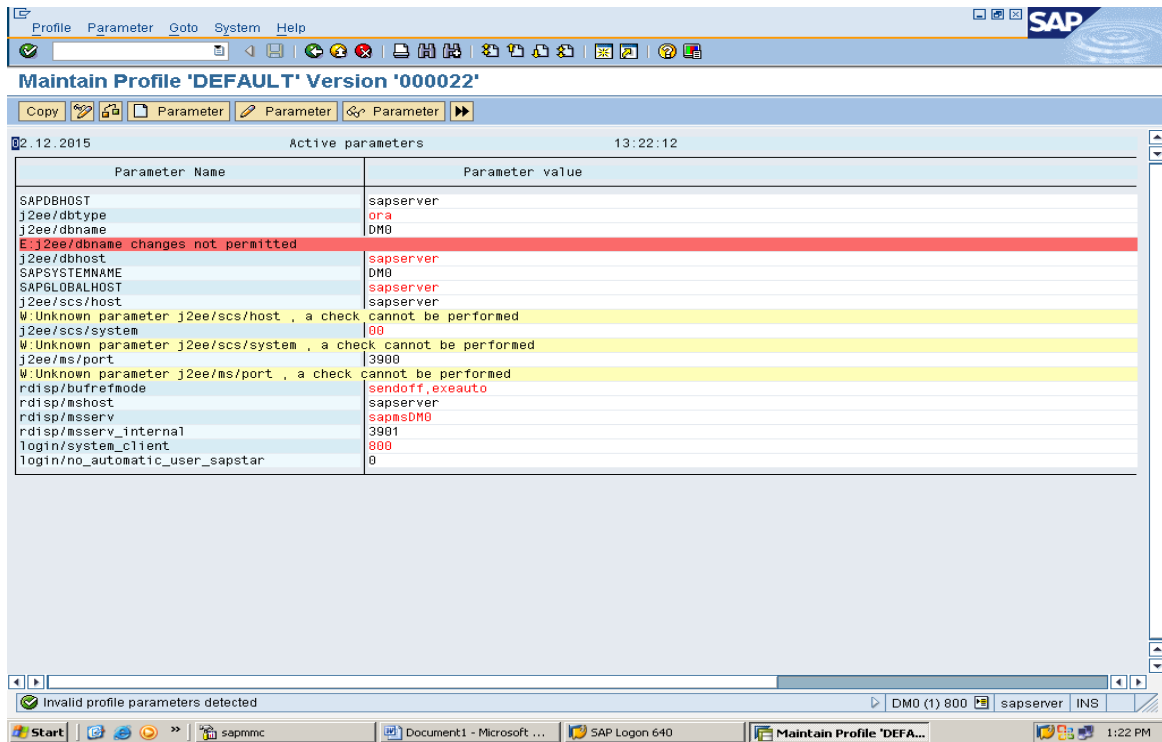 Profile Parameter Goto System Help
SAP
Maintain Profile 'DEFAULT' Version '000022'
Copy Parameter Parameter Parameter
02.12.2015 Active parameters 13:22:12
Parameter Name Parameter value
SAPDBHOST sapserver
j2ee/dbtype ora
j2ee/dbname DM0
E:j2ee/dbname changes not permitted
j2ee/dbhost sapserver
SAPSYSTEMNAME DM0
SAPGLOBALHOST sapserver
j2ee/scs/host sapserver
W:Unknown parameter j2ee/scs/host , a check cannot be performed
j2ee/scs/system 00
W:Unknown parameter j2ee/scs/system , a check cannot be performed
j2ee/ms/port 3900
W:Unknown parameter j2ee/ms/port , a check cannot be performed
rdisp/bufrefmode sendoff,exeauto
rdisp/mshost sapserver
rdisp/msserv sapmsDM0
rdisp/msserv_internal 3901
login/system_client 800
login/no_automatic_user_sapstar 0
Invalid profile parameters detected DM0 (1) 800 sapserver INS
Start » sapmmc Document1 - Microsoft ... SAP Logon 640 Maintain Profile 'DEFA... 1:22 PM